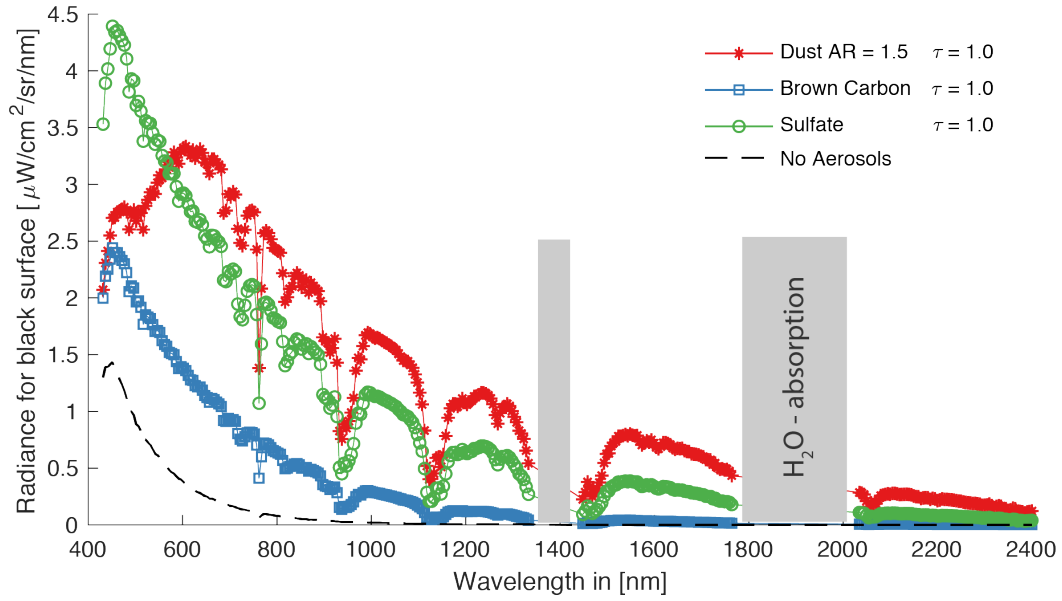 4.5
4
3.5
3
2.5
2
1.5
1
0.5
0
Radiance for black surface [ μW/cm²/sr/nm]
Dust AR = 1.5 τ = 1.0
Brown Carbon τ = 1.0
Sulfate τ = 1.0
No Aerosols
H₂O - absorption
400 600 800 1000 1200 1400 1600 1800 2000 2200 2400
Wavelength in [nm]